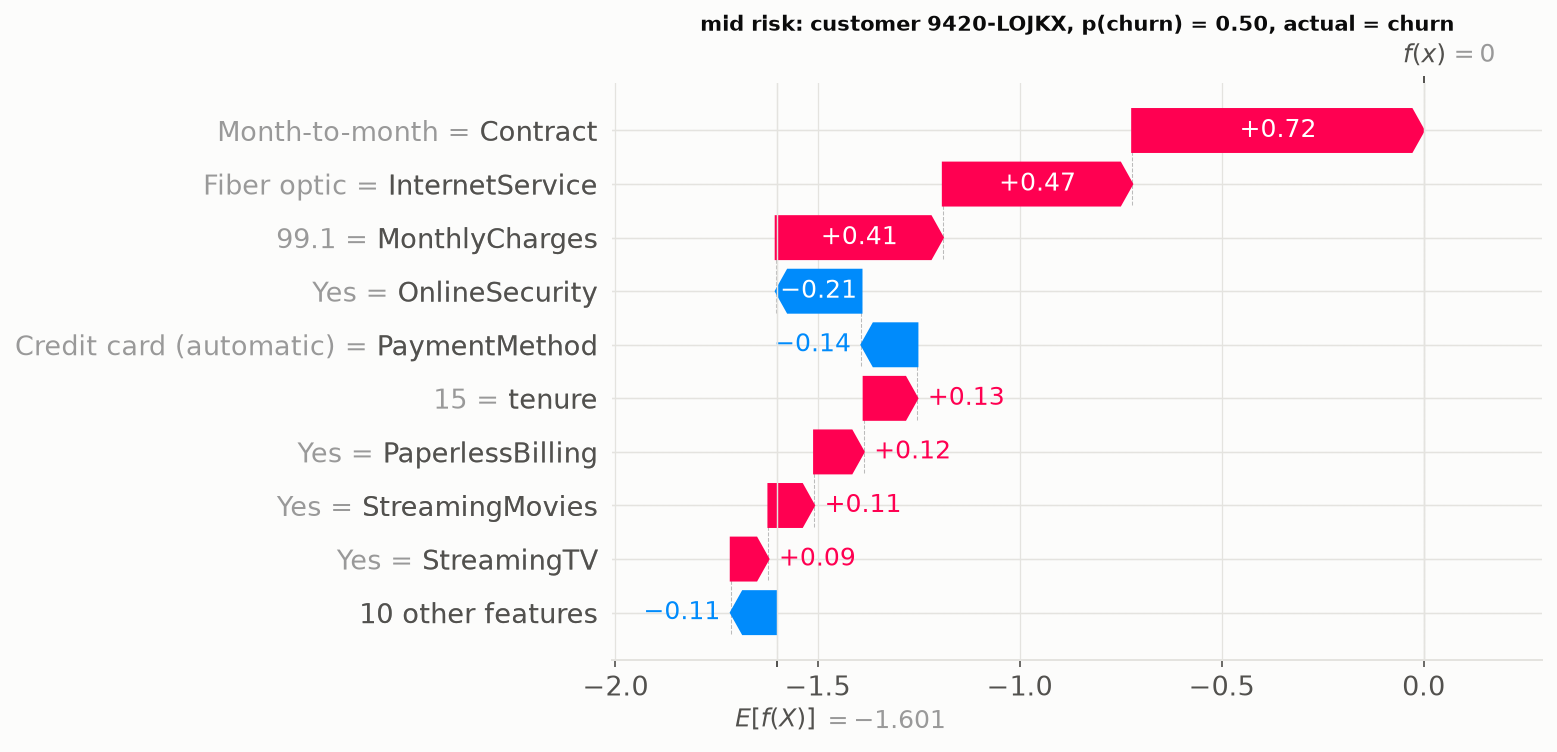 mid risk: customer 9420-LOJKX, p(churn) = 0.50, actual = churn
f(x) = 0
Month-to-month = Contract +0.72
Fiber optic = InternetService +0.47
99.1 = MonthlyCharges +0.41
Yes = OnlineSecurity −0.21
Credit card (automatic) = PaymentMethod −0.14
15 = tenure +0.13
Yes = PaperlessBilling +0.12
Yes = StreamingMovies +0.11
Yes = StreamingTV +0.09
10 other features −0.11
−2.0 −1.5 −1.0 −0.5 0.0
E[f(X)] = −1.601